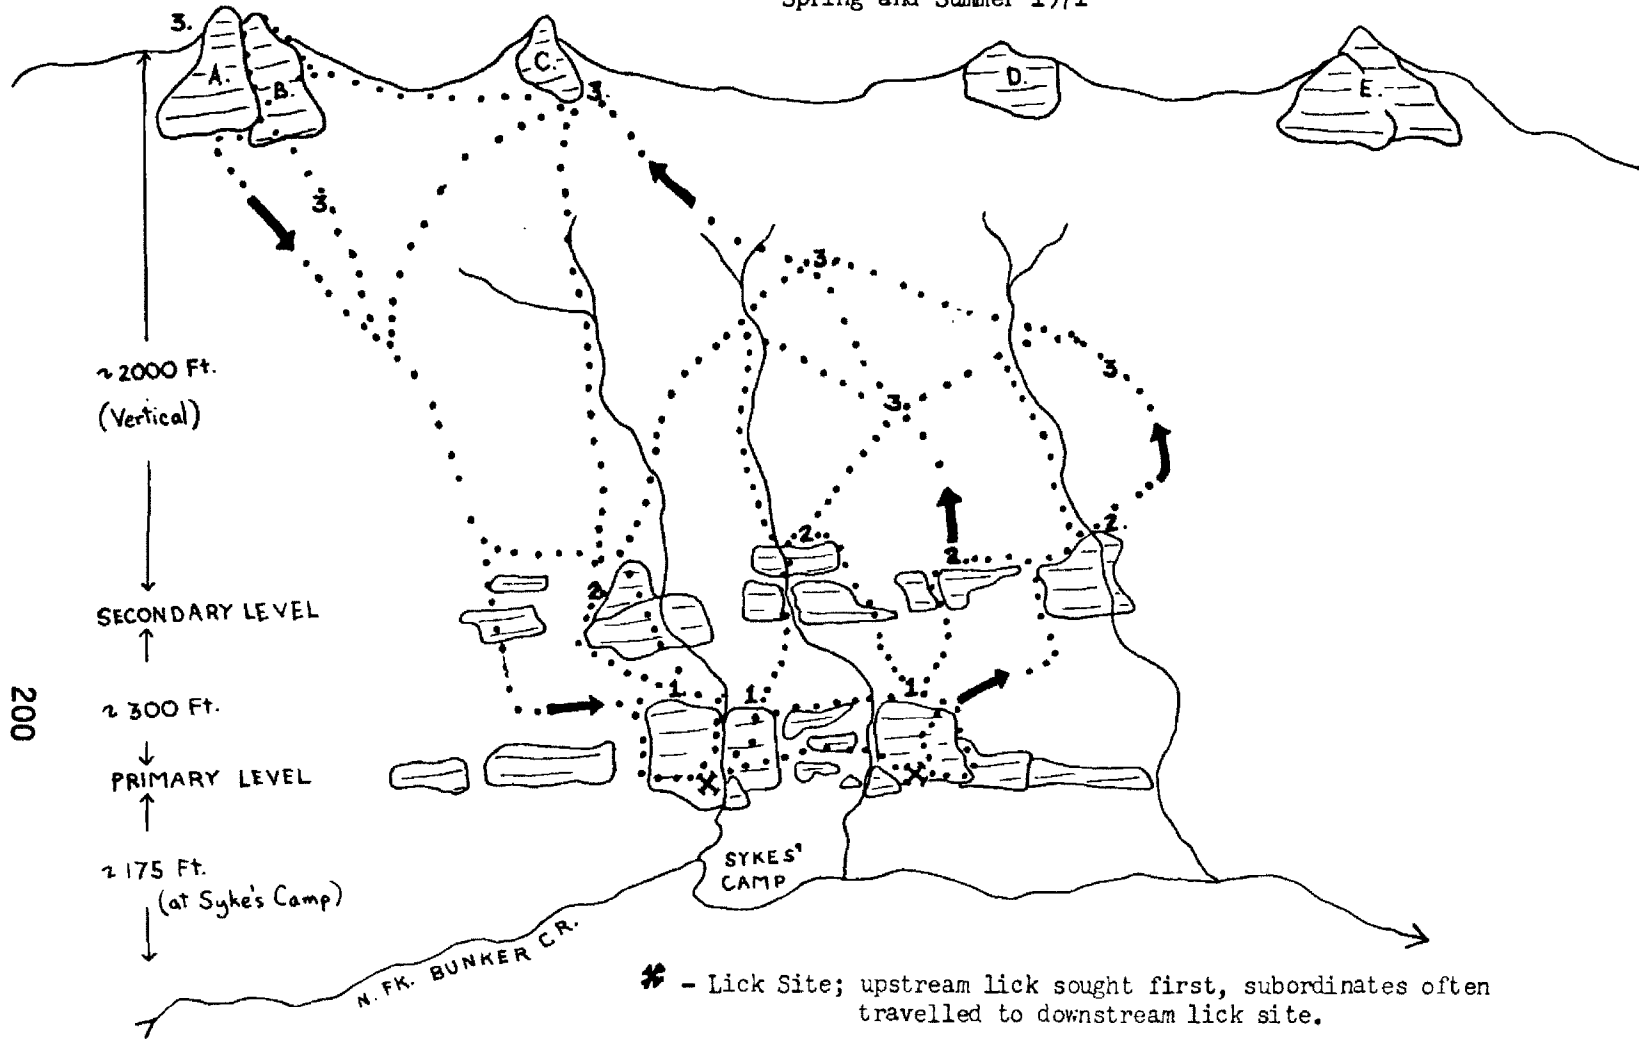 Spring and Summer 1971
3.
A.
B.
C.
3.
D.
E.
3.
3.
~2000 Ft.
(Vertical)
3
3.
2.
2.
2
2.
SECONDARY LEVEL
1.
1.
1.
~300 Ft.
PRIMARY LEVEL
~175 Ft.
(at Syke's Camp)
SYKES'
CAMP
N. FK. BUNKER CR.
200
* - Lick Site; upstream lick sought first, subordinates often
travelled to downstream lick site.